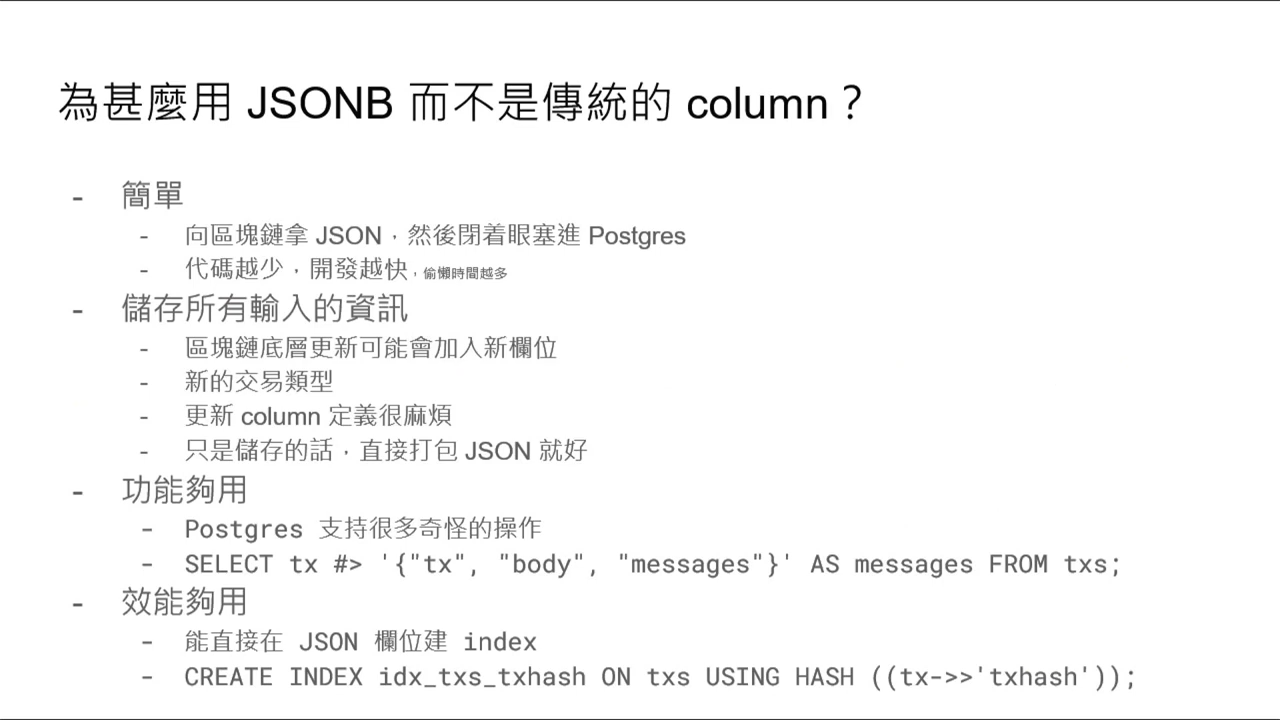 為甚麼用 JSONB 而不是傳統的 column？
- 簡單
- 向區塊鏈拿 JSON，然後閉着眼塞進 Postgres
- 代碼越少，開發越快，偷懶時間越多
- 儲存所有輸入的資訊
- 區塊鏈底層更新可能會加入新欄位
- 新的交易類型
- 更新 column 定義很麻煩
- 只是儲存的話，直接打包 JSON 就好
- 功能夠用
- Postgres 支持很多奇怪的操作
- SELECT tx #> '{"tx", "body", "messages"}' AS messages FROM txs;
- 效能夠用
- 能直接在 JSON 欄位建 index
- CREATE INDEX idx_txs_txhash ON txs USING HASH ((tx->>'txhash'));